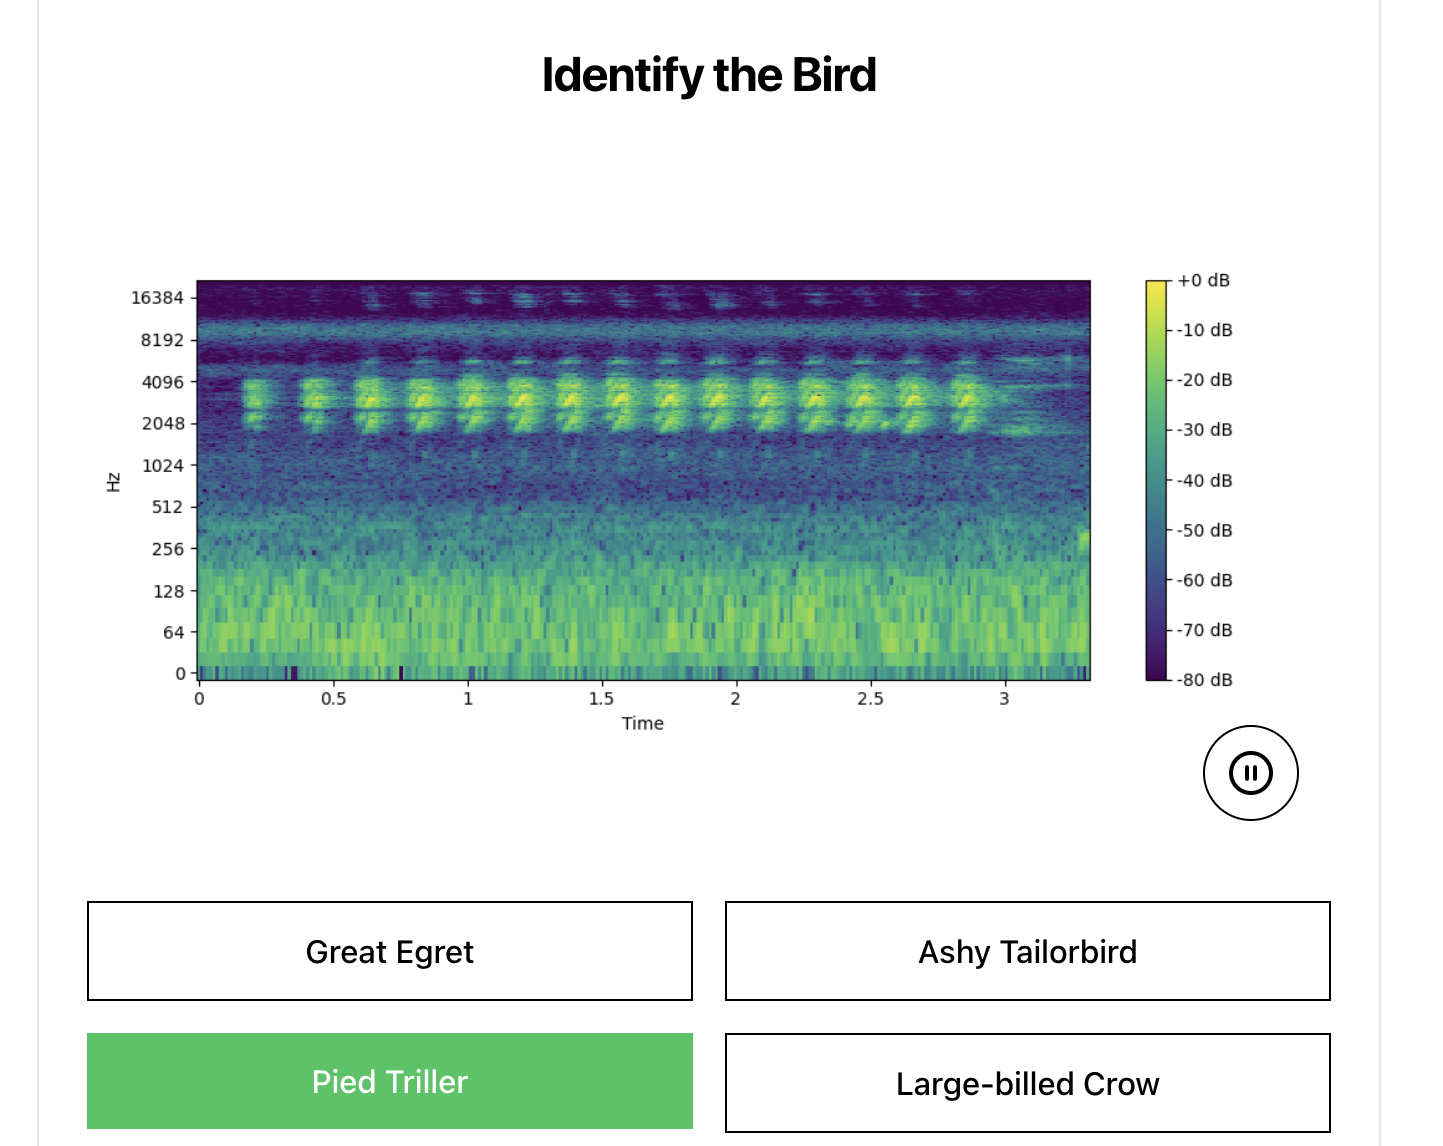 Identify the Bird
16384
8192
4096
2048
1024
512
256
128
64
0
Hz
0 0.5 1 1.5 2 2.5 3
Time
+0 dB
-10 dB
-20 dB
-30 dB
-40 dB
-50 dB
-60 dB
-70 dB
-80 dB
Great Egret
Ashy Tailorbird
Pied Triller
Large-billed Crow